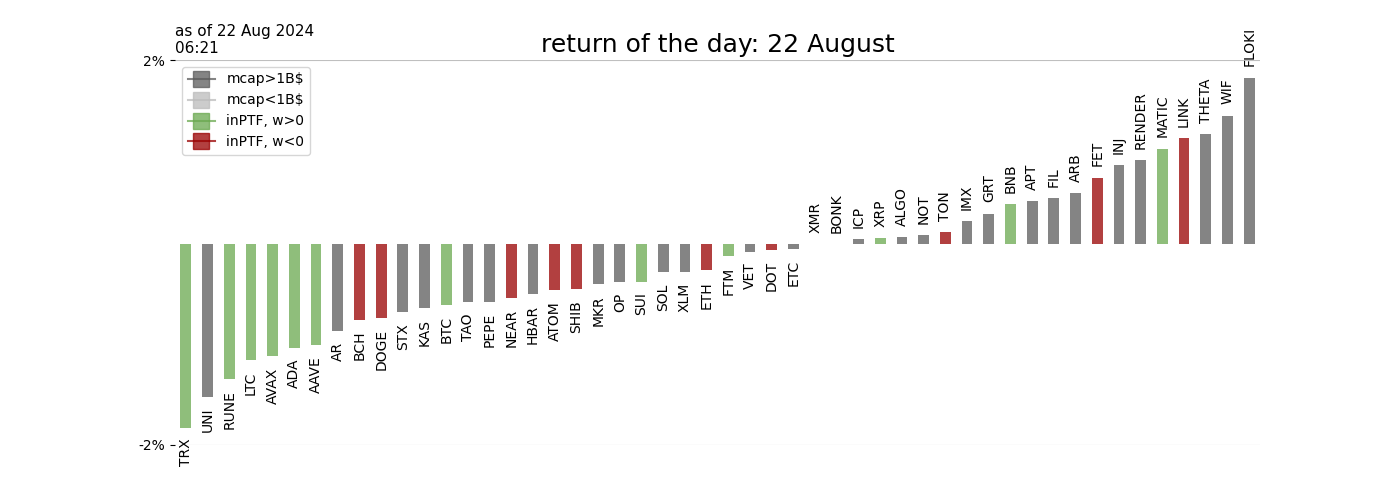 as of 22 Aug 2024
06:21
return of the day: 22 August
2%
-2%
mcap>1B$
mcap<1B$
inPTF, w>0
inPTF, w<0
TRX
UNI
RUNE
LTC
AVAX
ADA
AAVE
AR
BCH
DOGE
STX
KAS
BTC
TAO
PEPE
NEAR
HBAR
ATOM
SHIB
MKR
OP
SUI
SOL
XLM
ETH
FTM
VET
DOT
ETC
XMR
BONK
ICP
XRP
ALGO
NOT
TON
IMX
GRT
BNB
APT
FIL
ARB
FET
INJ
RENDER
MATIC
LINK
THETA
WIF
FLOKI